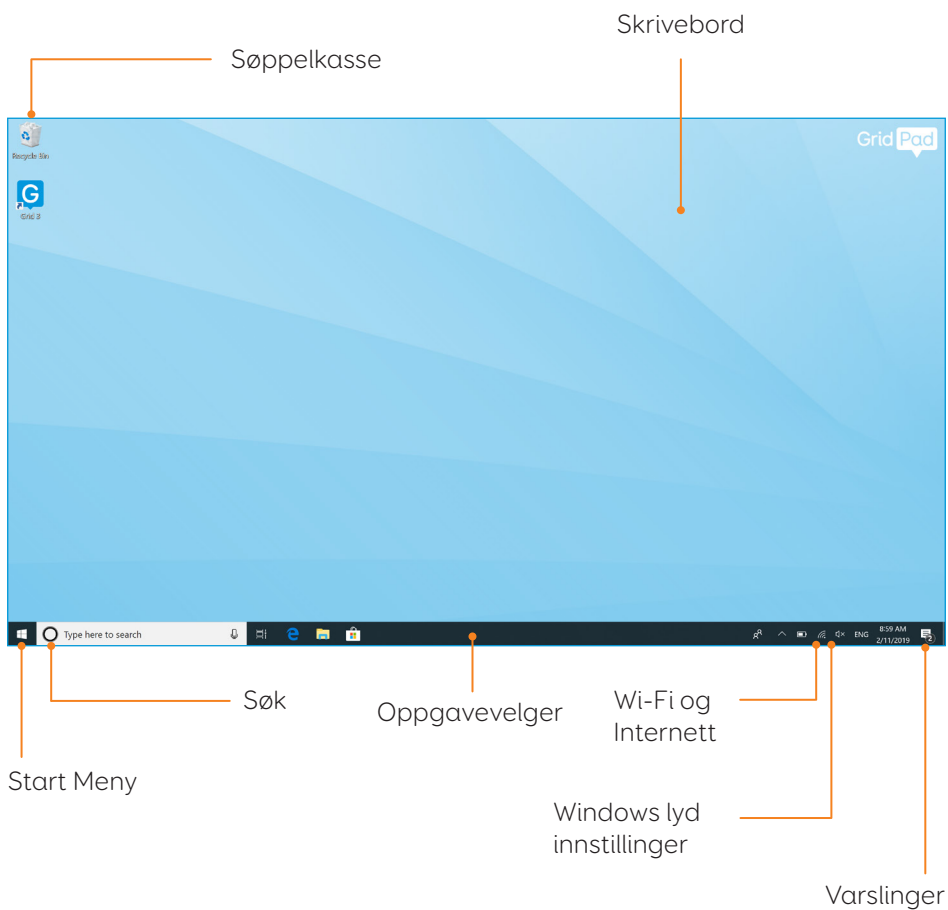 Skrivebord
Søppelkasse
Recycle Bin
Grid Pad
G
Grid 3
Type here to search
ENG
8:59 AM
2/11/2019
2
Søk
Oppgavevelger
Wi-Fi og
Internett
Start Meny
Windows lyd
innstillinger
Varslinger